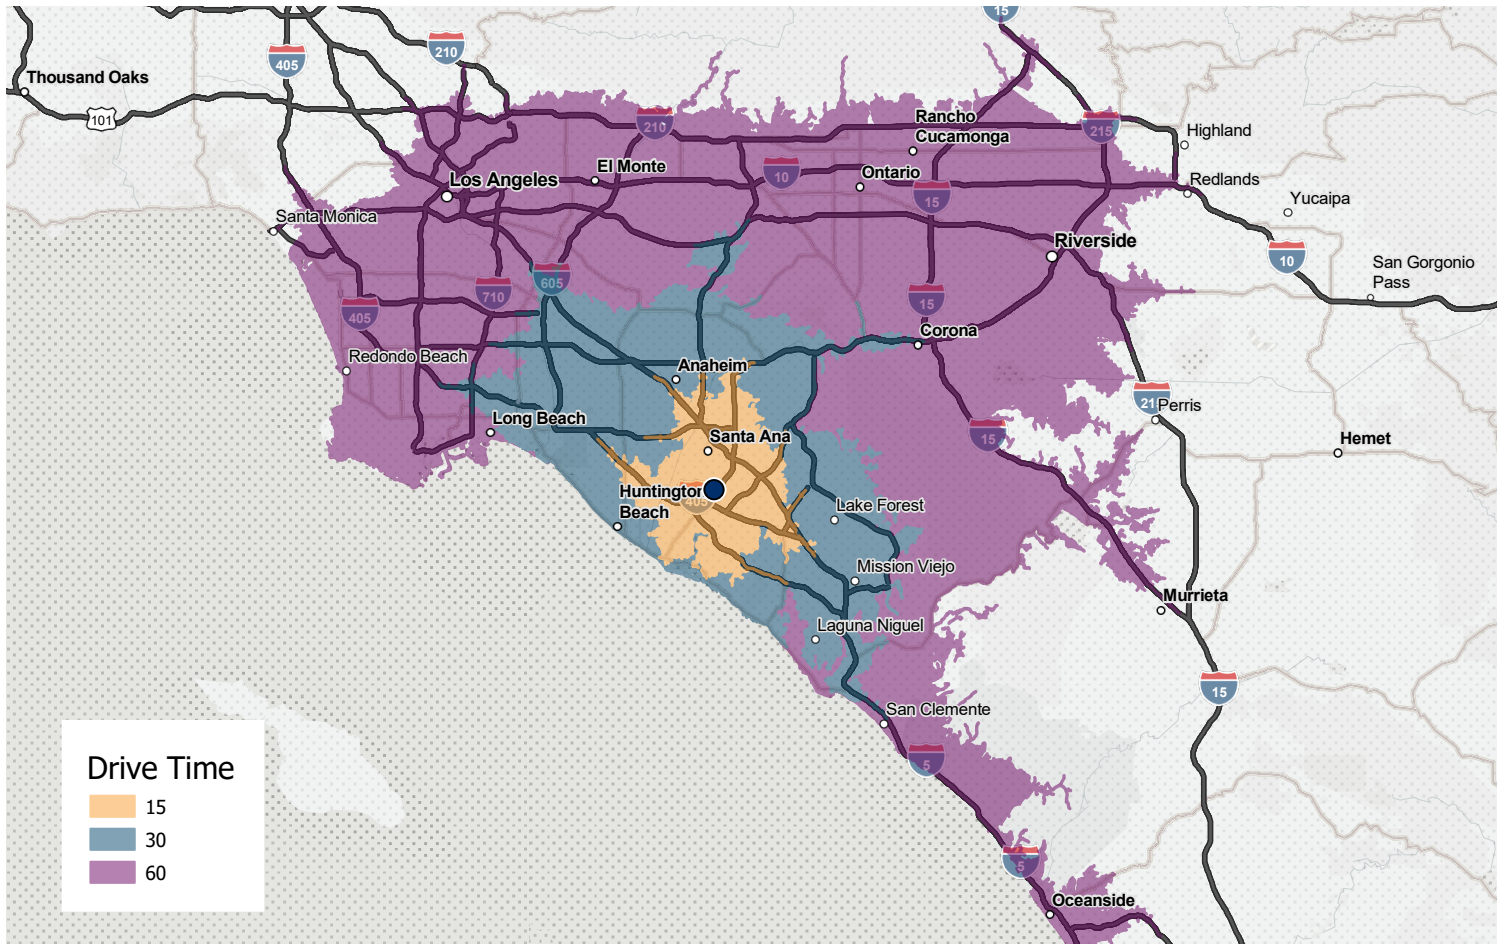 15
405
210
Thousand Oaks
101
210
Rancho
Cucamonga
215
Highland
El Monte
10
Ontario
Los Angeles
15
Redlands
Yucaipa
Santa Monica
Riverside
10
San Gorgonio
Pass
605
710
405
15
Corona
Redondo Beach
Anaheim
21
Perris
Long Beach
Santa Ana
15
Hemet
Huntington
Beach
405
Lake Forest
Mission Viejo
Murrieta
Laguna Niguel
15
San Clemente
5
Drive Time
15
30
60
5
Oceanside